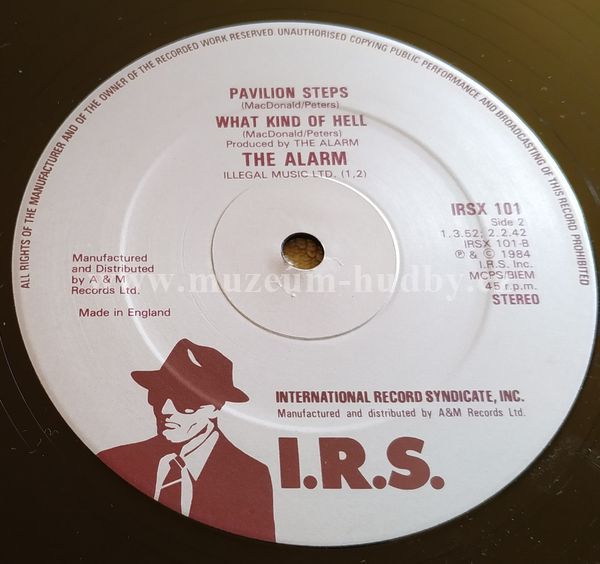 ALL RIGHTS OF THE MANUFACTURER AND OF THE OWNER OF THE RECORDED WORK RESERVED. UNAUTHORISED COPYING PUBLIC PERFORMANCE AND BROADCASTING OF THIS RECORD PROHIBITED
PAVILION STEPS
(MacDonald/Peters)
WHAT KIND OF HELL
(MacDonald/Peters)
Produced by THE ALARM
THE ALARM
ILLEGAL MUSIC LTD. (1,2)
IRSX 101
Side 2
1.3.52; 2.2.42
IRSX 101-B
℗ & © 1984
I.R.S. Inc.
MCPS/BIEM
45 r.p.m.
STEREO
Manufactured
and Distributed
by A & M
Records Ltd.
Made in England
www.muzeum-hudby.
INTERNATIONAL RECORD SYNDICATE, INC.
Manufactured and distributed by A&M Records Ltd.
I.R.S.